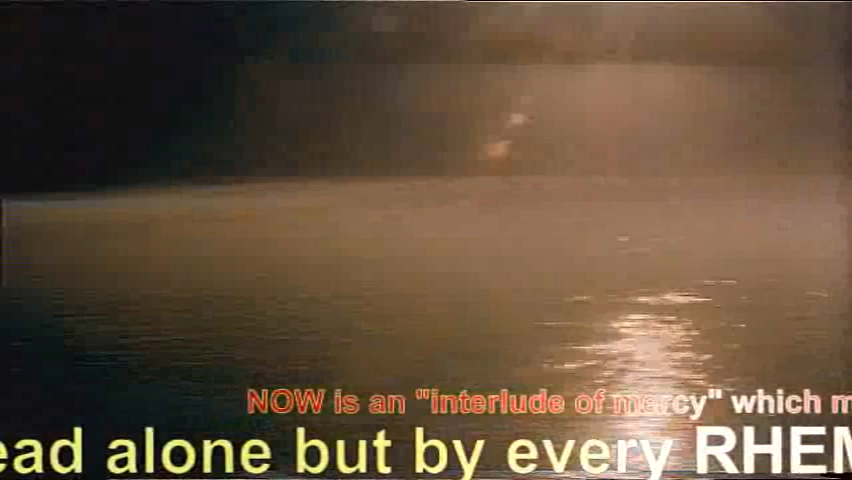 NOW is an "interlude of mercy" which m
ead alone but by every RHEM